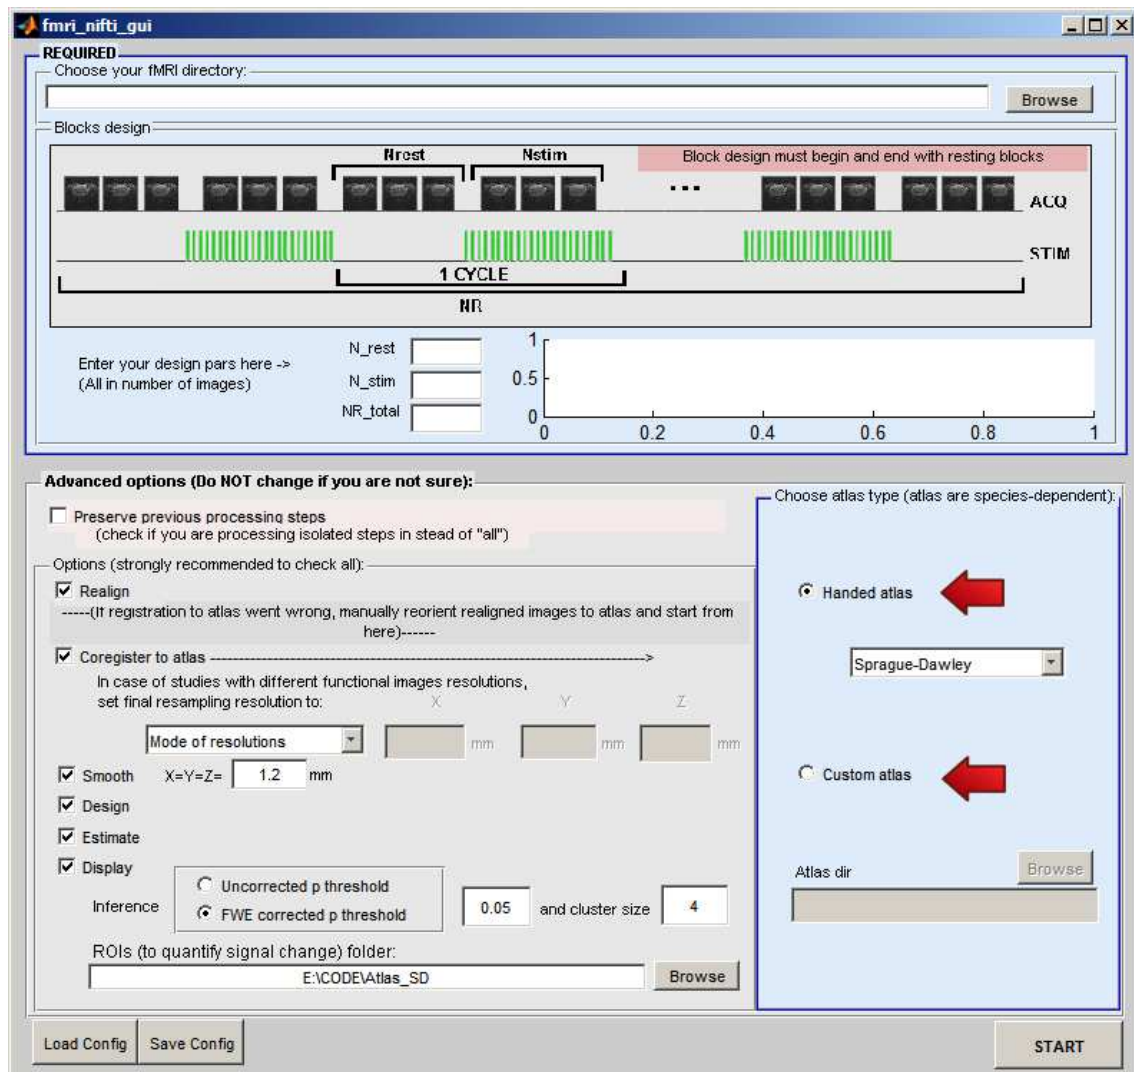 fmri_nifti_gui
REQUIRED
Choose your fMRI directory:
Browse
Blocks design
Nrest Nstim Block design must begin and end with resting blocks
...
ACQ
STIM
1 CYCLE
NR
Enter your design pars here ->
(All in number of images)
N_rest
N_stim
NR_total
1
0.5
0
0 0.2 0.4 0.6 0.8 1
Advanced options (Do NOT change if you are not sure):
Preserve previous processing steps
(check if you are processing isolated steps in stead of "all")
Options (strongly recommended to check all):
Realign
-----(If registration to atlas went wrong, manually reorient realigned images to atlas and start from
here)------
Coregister to atlas ------------------------------------------------------------------------>
In case of studies with different functional images resolutions,
set final resampling resolution to:
X Y Z
Mode of resolutions mm mm mm
Smooth X=Y=Z= 1.2 mm
Design
Estimate
Display
Inference
Uncorrected p threshold
FWE corrected p threshold
0.05 and cluster size 4
ROIs (to quantify signal change) folder:
E:\CODE\Atlas_SD Browse
Choose atlas type (atlas are species-dependent):
Handed atlas
Sprague-Dawley
Custom atlas
Atlas dir Browse
Load Config Save Config START